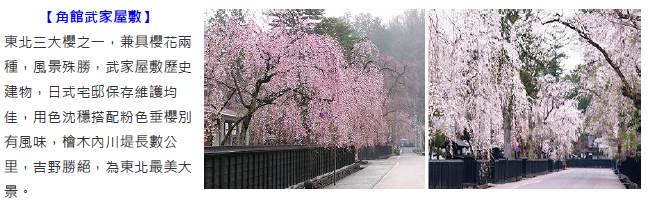 【角館武家屋敷】
東北三大櫻之一，兼具櫻花兩
種，風景殊勝，武家屋敷歷史
建物，日式宅邸保存維護均
佳，用色沈穩搭配粉色垂櫻別
有風味，檜木內川堤長數公
里，吉野勝絕，為東北最美大
景。